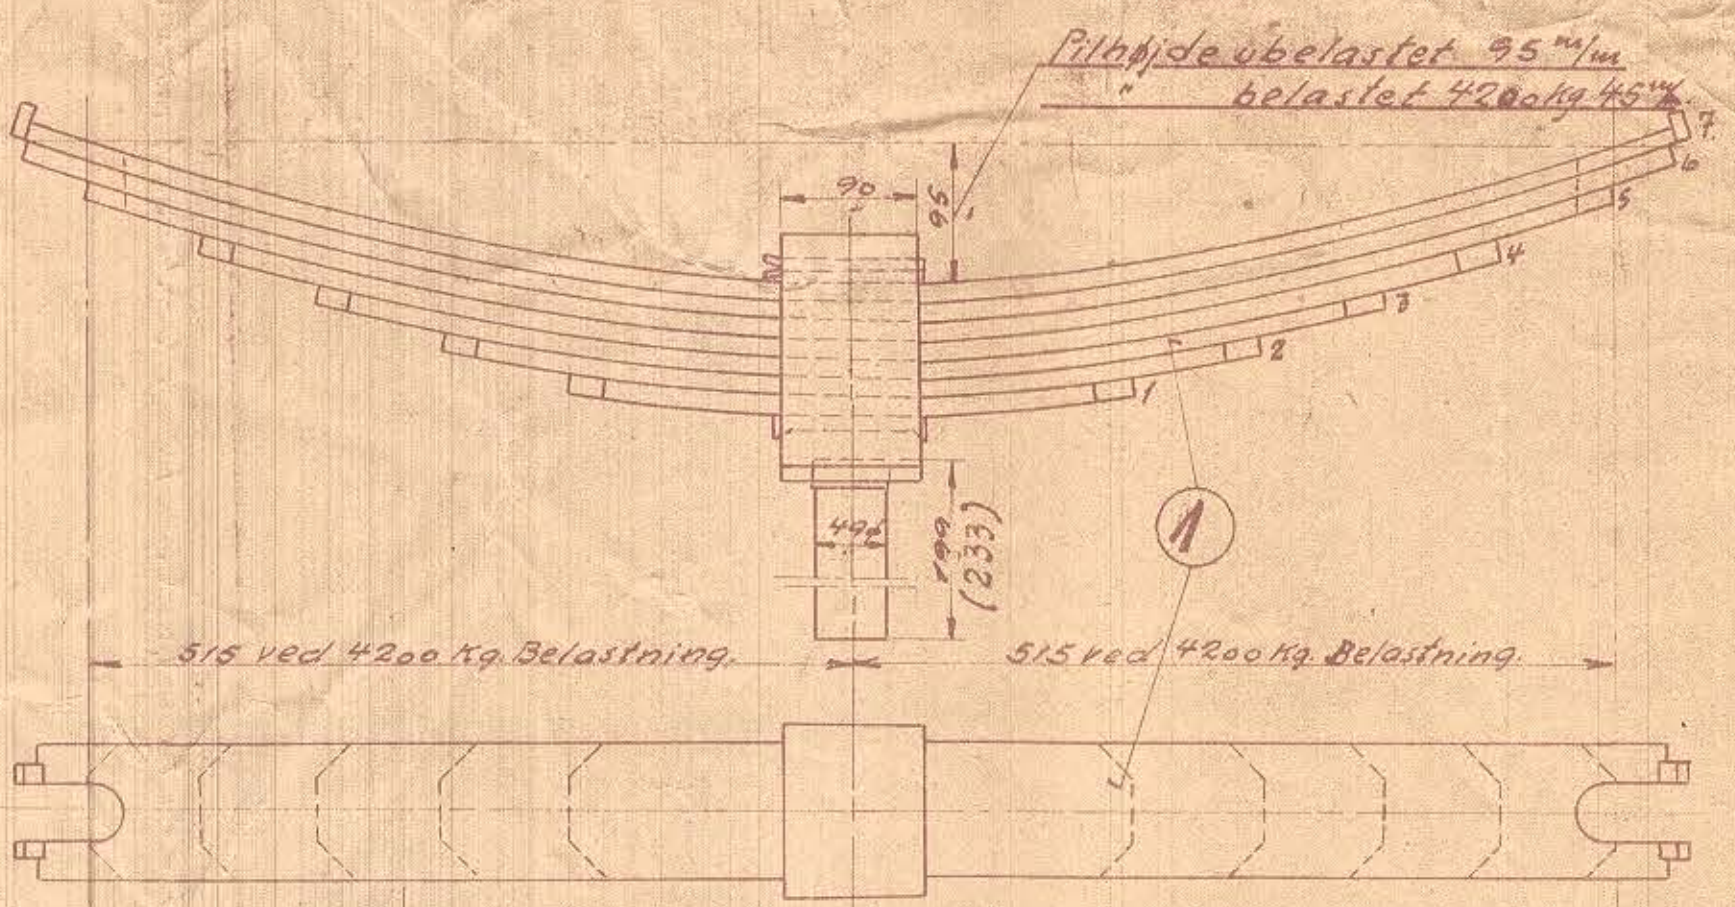 Pilhøjde ubelastet 95 m/m
" belastet 4200 kg. 45 m/m.
7.
6
5
4
3
2
1
90
95
1
49ø
199
(233)
515 ved 4200 Kg. Belastning.
515 ved 4200 Kg. Belastning.